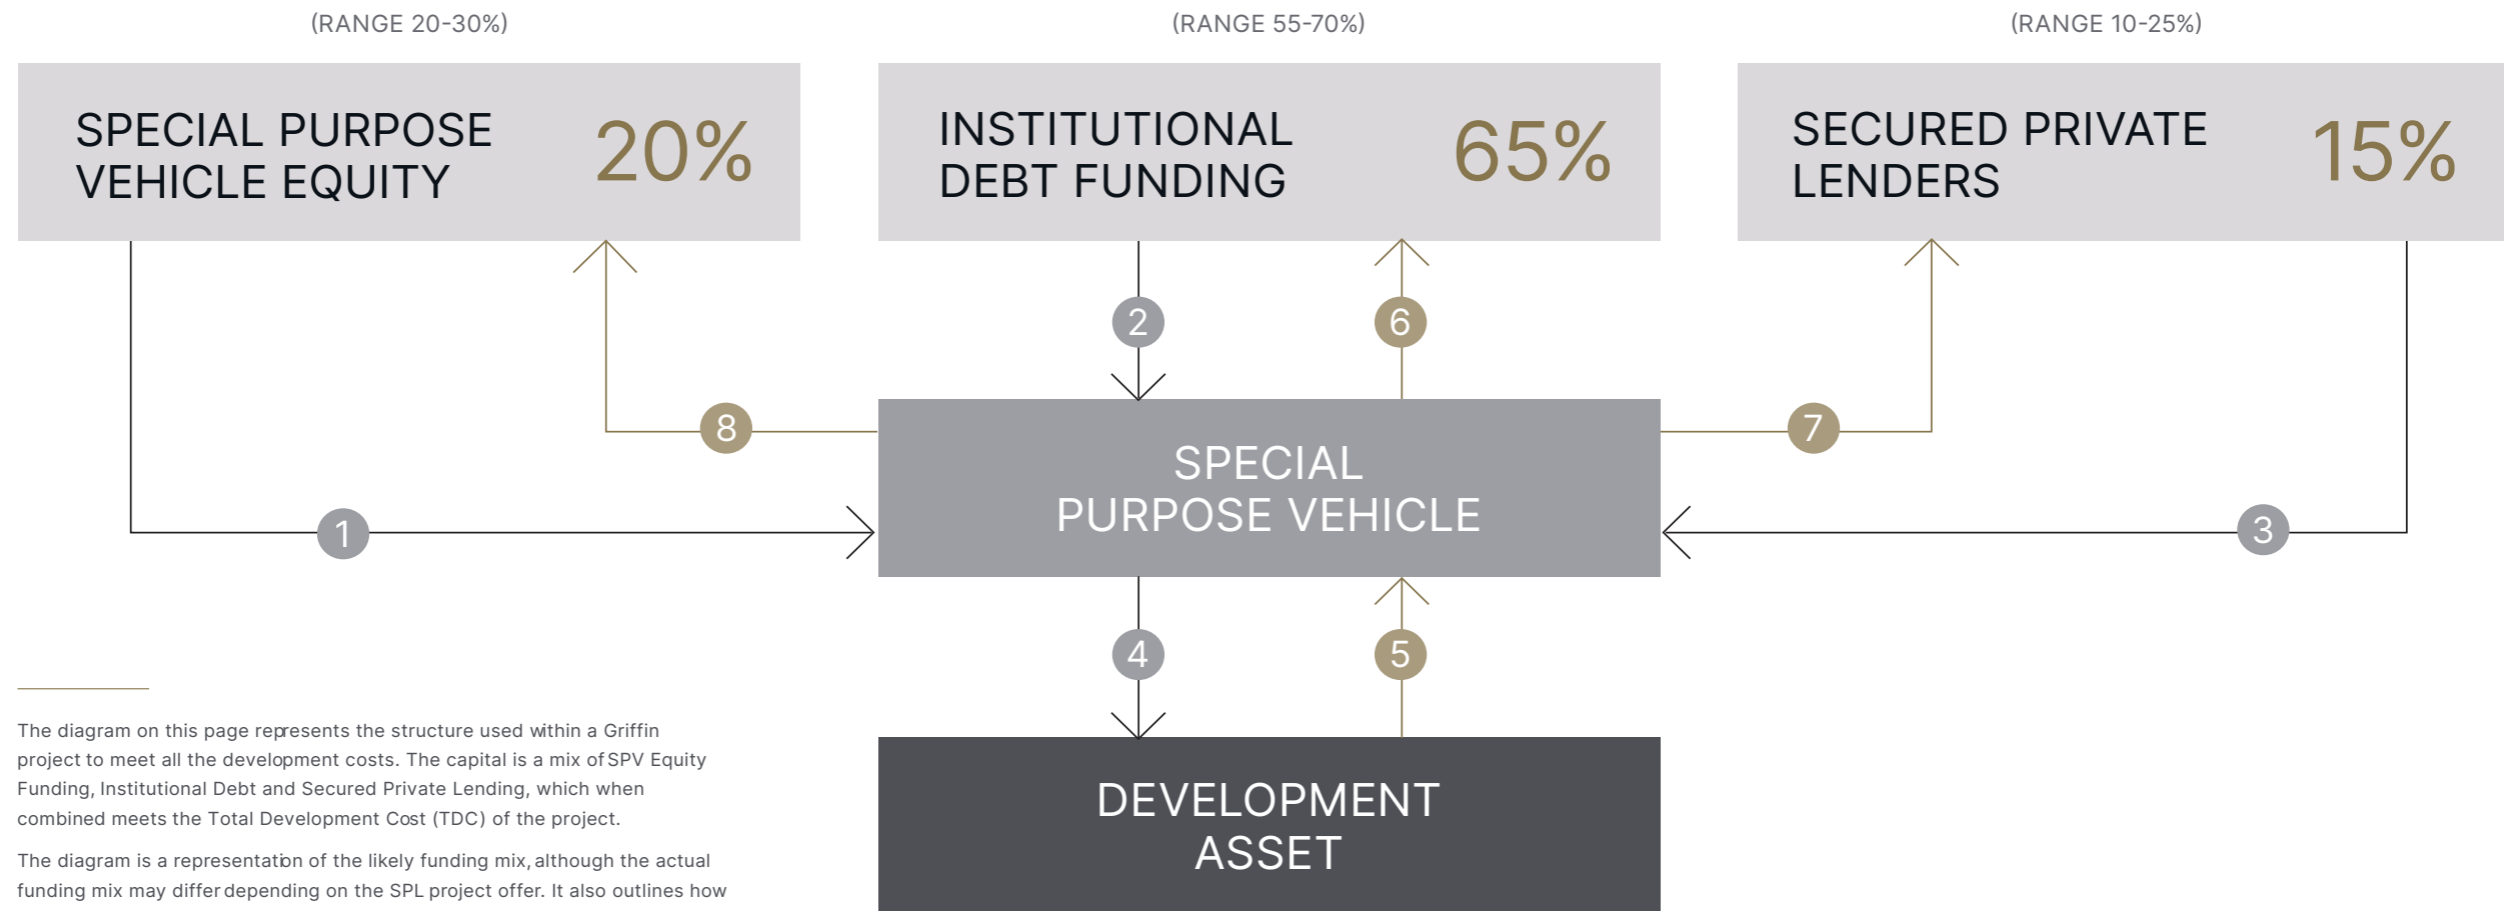 (RANGE 20-30%)
(RANGE 55-70%)
(RANGE 10-25%)
SPECIAL PURPOSE
VEHICLE EQUITY
20%
INSTITUTIONAL
DEBT FUNDING
65%
SECURED PRIVATE
LENDERS
15%
2
6
8
7
SPECIAL
PURPOSE VEHICLE
1
3
4
5
DEVELOPMENT
ASSET
The diagram on this page represents the structure used within a Griffin
project to meet all the development costs. The capital is a mix of SPV Equity
Funding, Institutional Debt and Secured Private Lending, which when
combined meets the Total Development Cost (TDC) of the project.
The diagram is a representation of the likely funding mix, although the actual
funding mix may differ depending on the SPL project offer. It also outlines how